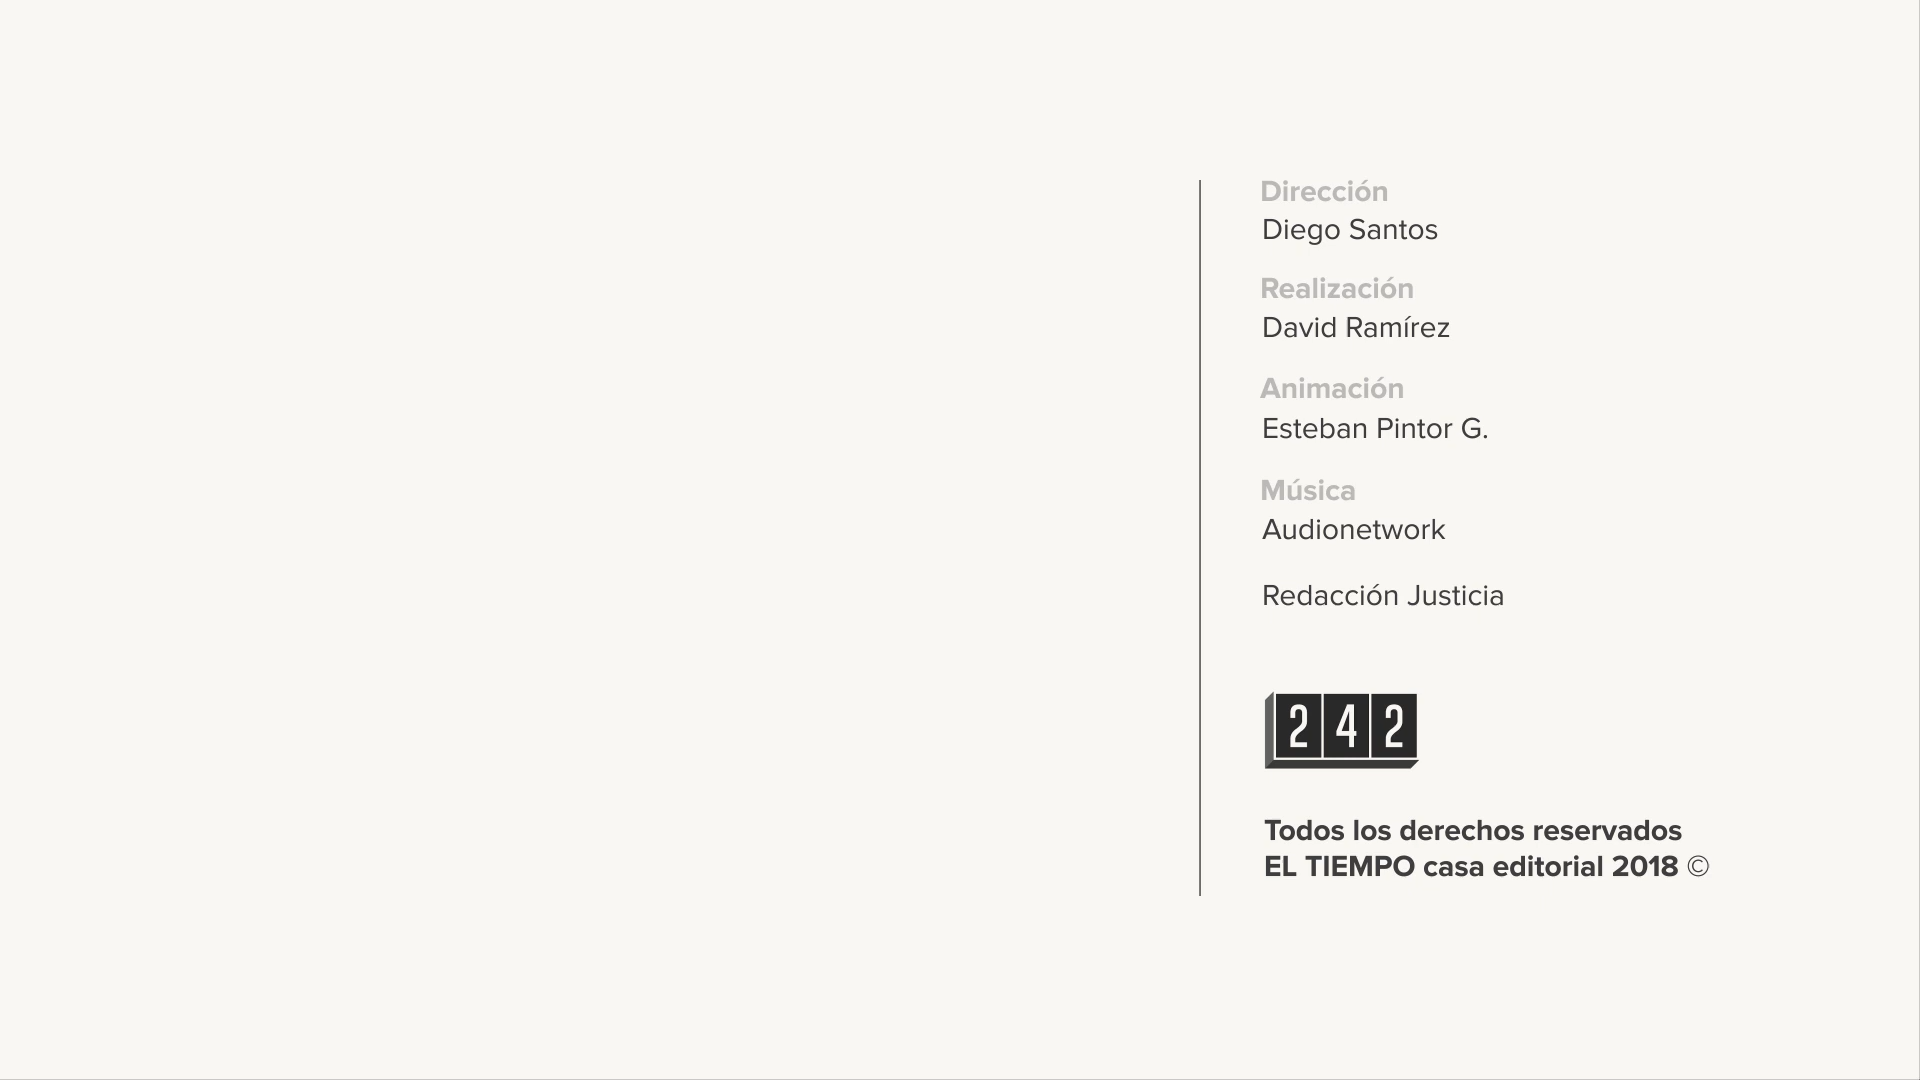 Dirección
Diego Santos
Realización
David Ramírez
Animación
Esteban Pintor G.
Música
Audionetwork
Redacción Justicia
242
Todos los derechos reservados
EL TIEMPO casa editorial 2018 ©